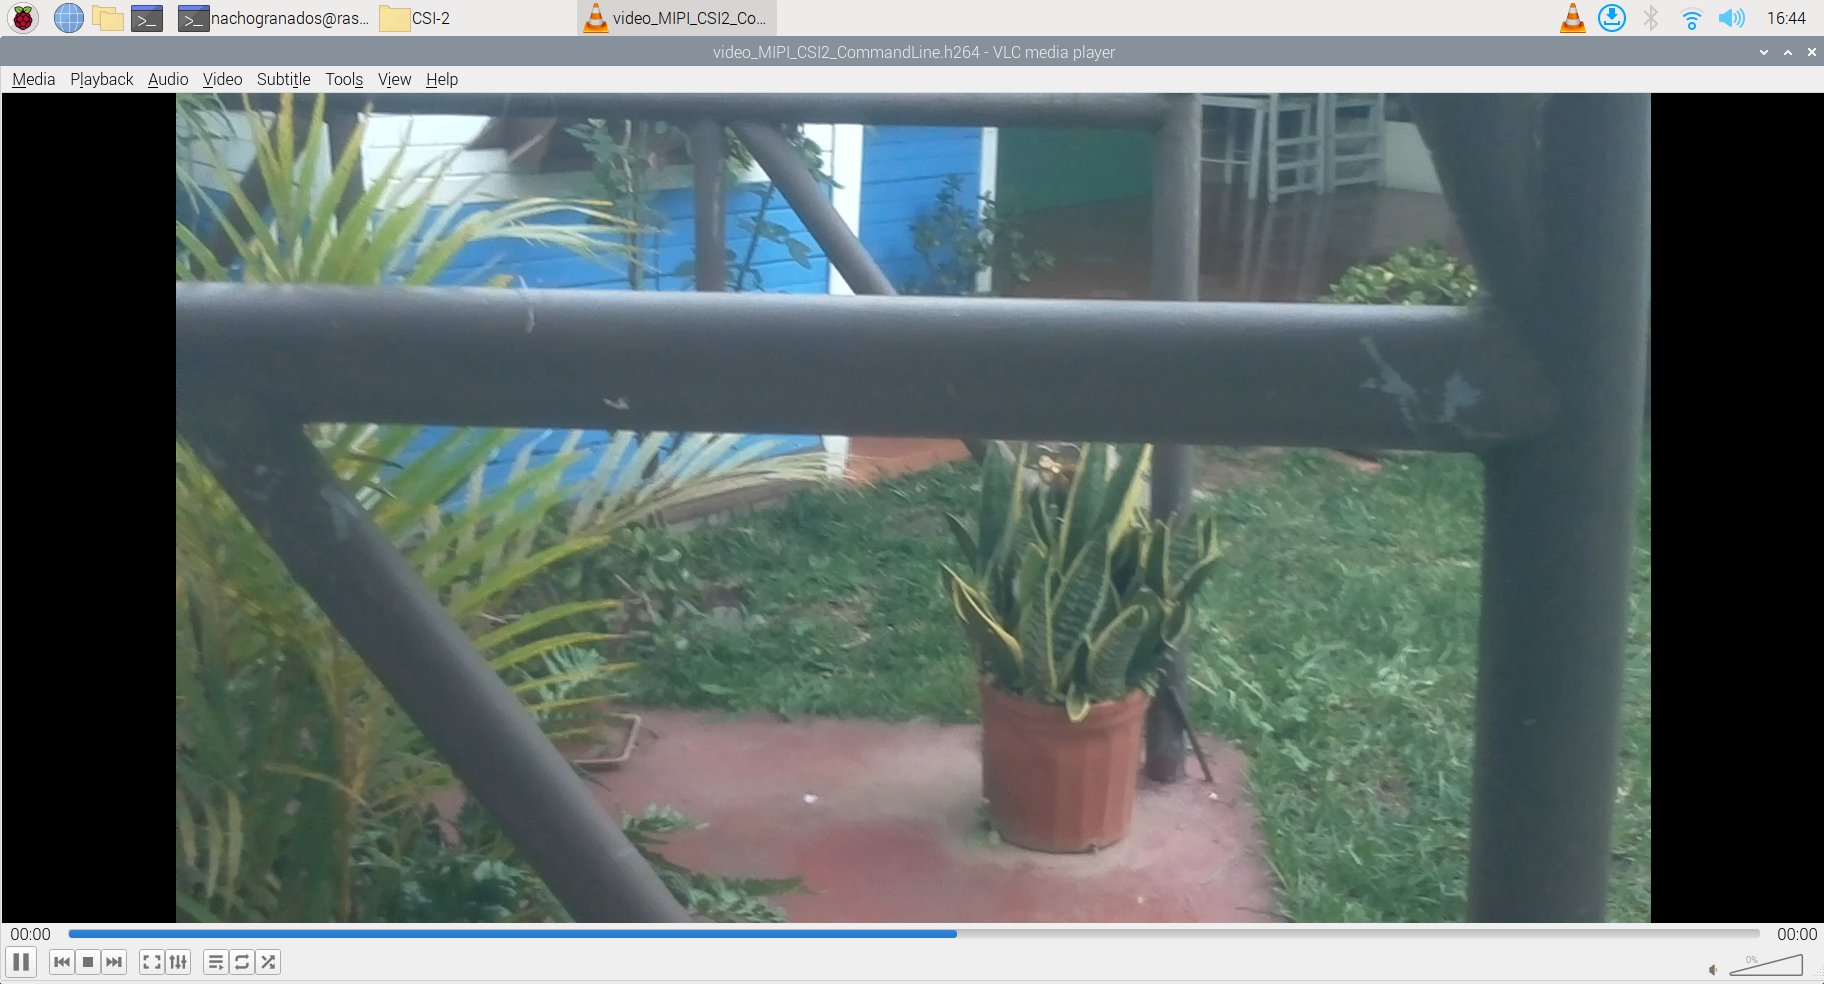 nachogranados@ras... CSI-2 video_MIPI_CSI2_Co... 16:44
video_MIPI_CSI2_CommandLine.h264 - VLC media player
Media Playback Audio Video Subtitle Tools View Help
00:00 00:00
0%